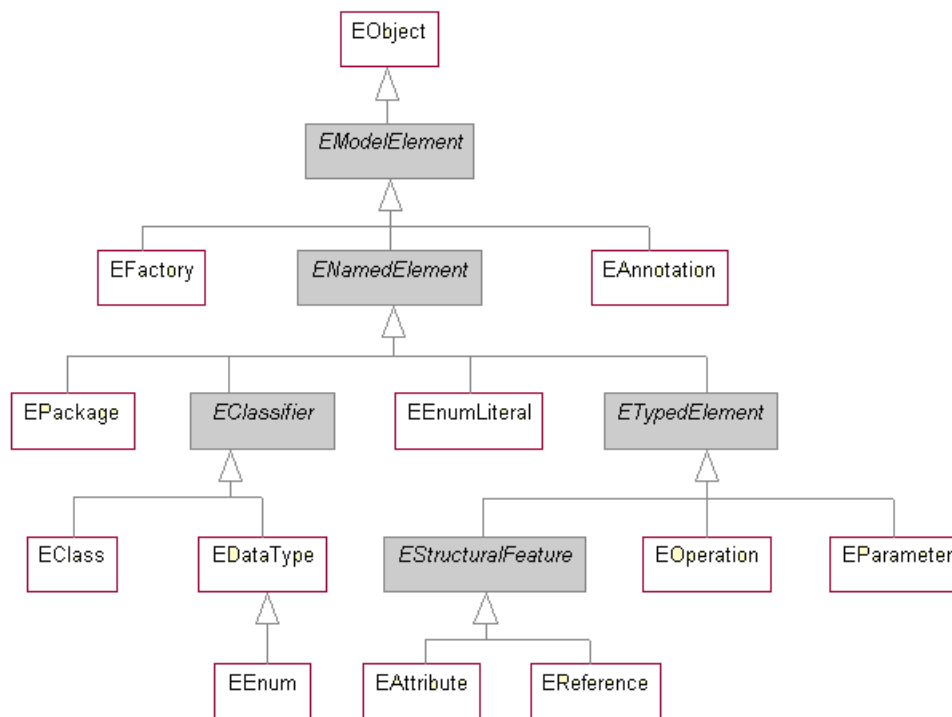 EObject
EModelElement
EFactory
ENamedElement
EAnnotation
EPackage
EClassifier
EEnumLiteral
ETypedElement
EClass
EDataType
EStructuralFeature
EOperation
EParameter
EEnum
EAttribute
EReference